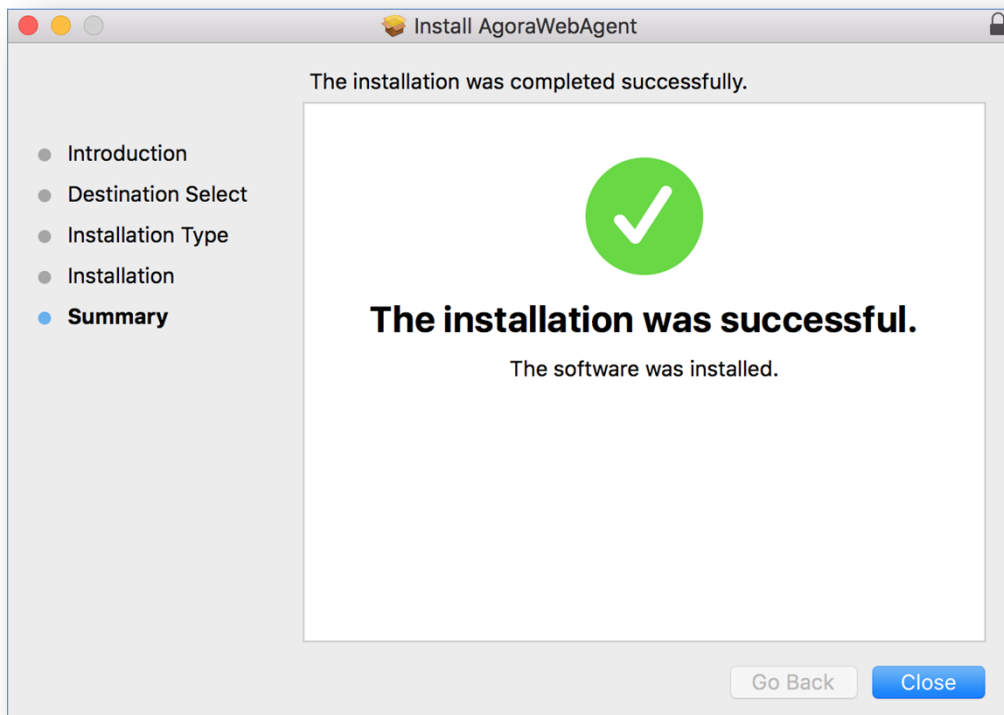 Install AgoraWebAgent
The installation was completed successfully.
Introduction
Destination Select
Installation Type
Installation
Summary
The installation was successful.
The software was installed.
Go Back
Close